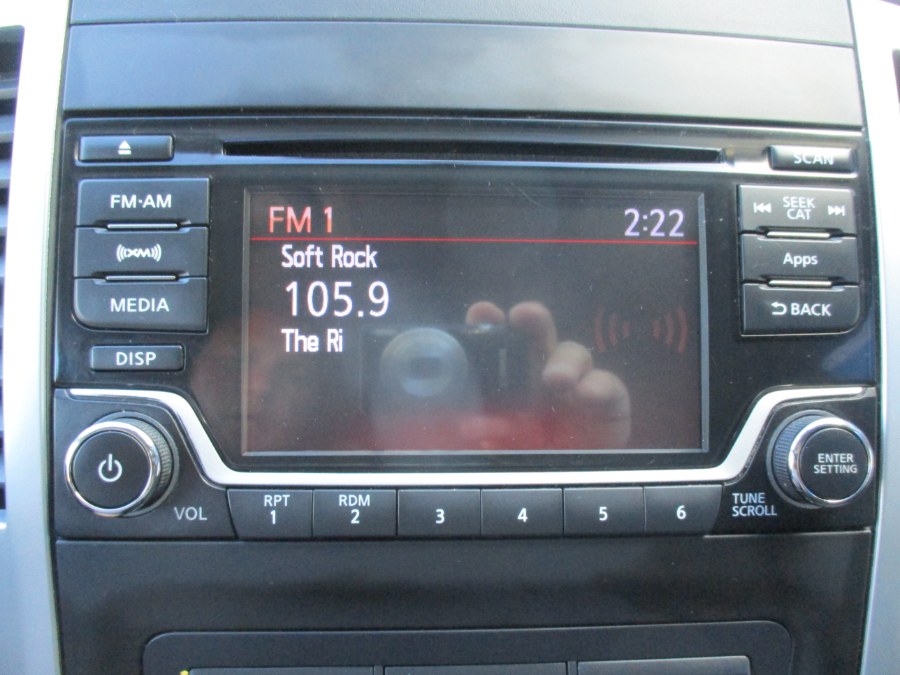 SCAN
FM·AM
SEEK
CAT
XM
Apps
MEDIA
BACK
DISP
FM 1
2:22
Soft Rock
105.9
The Ri
VOL
RPT
1
RDM
2
3
4
5
6
TUNE
SCROLL
ENTER
SETTING